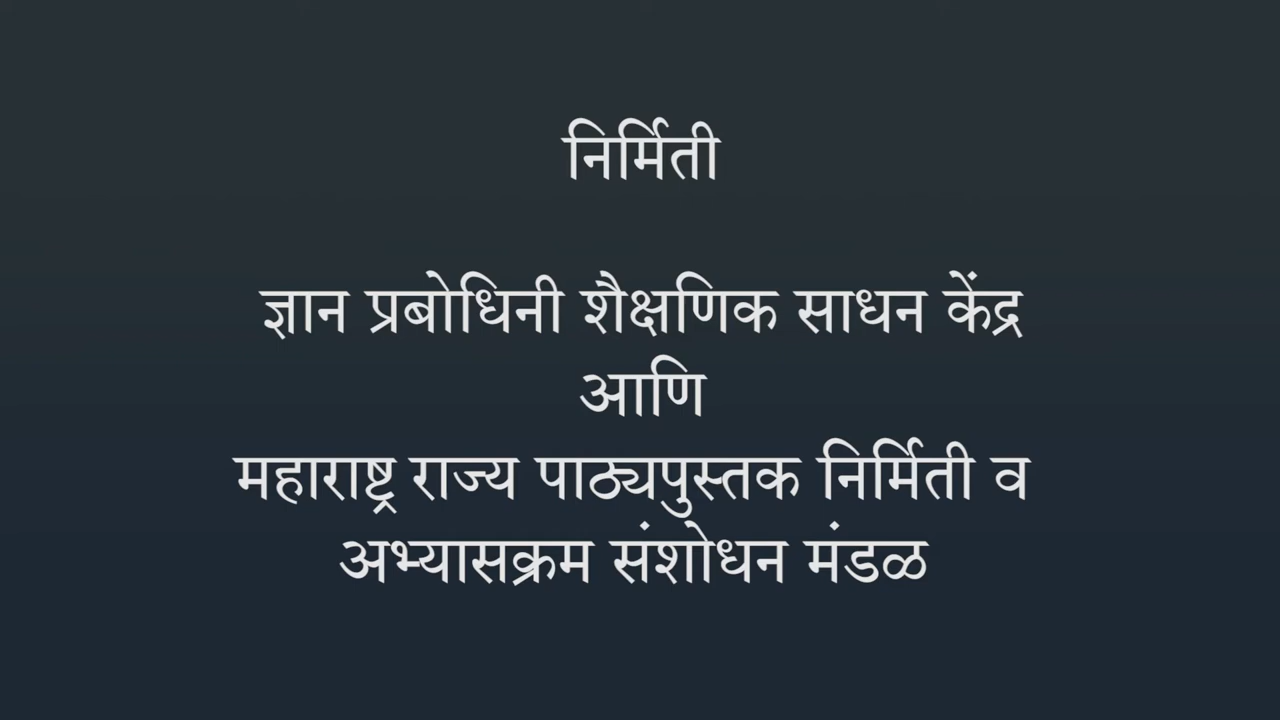 निर्मिती
ज्ञान प्रबोधिनी शैक्षणिक साधन केंद्र
आणि
महाराष्ट्र राज्य पाठ्यपुस्तक निर्मिती व
अभ्यासक्रम संशोधन मंडळ